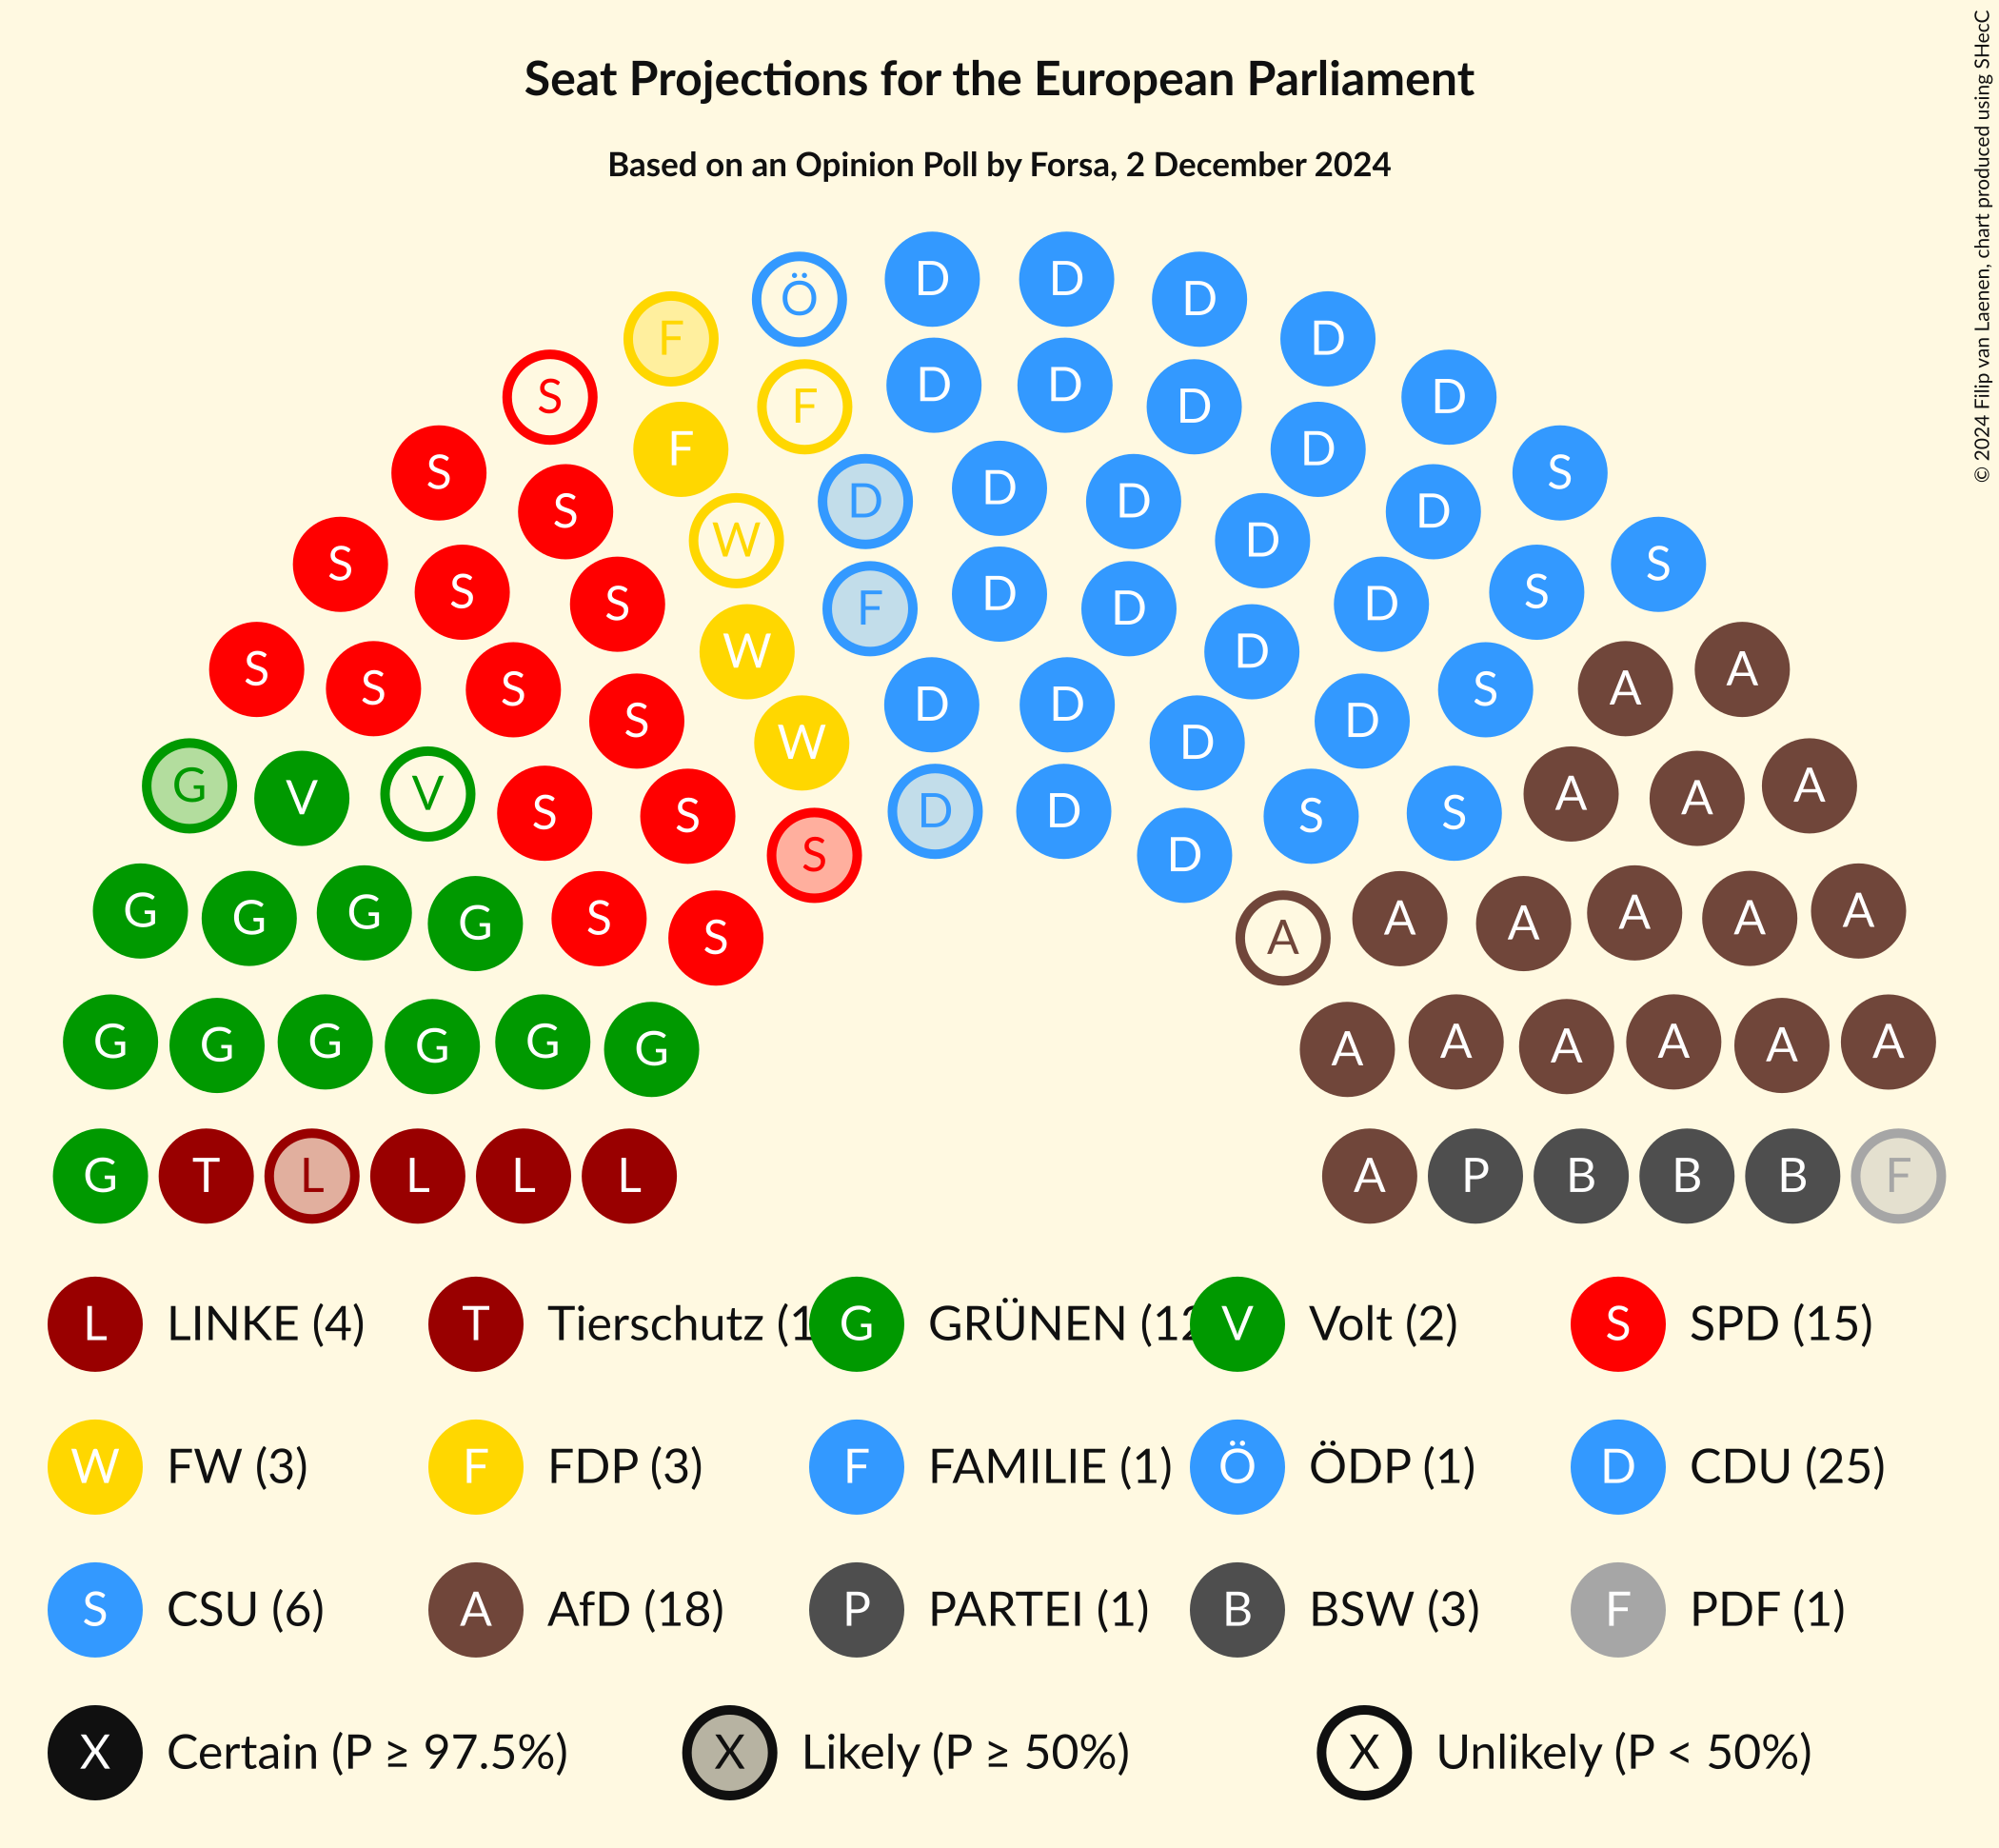 Seat Projections for the European Parliament
Based on an Opinion Poll by Forsa, 2 December 2024
© 2024 Filip van Laenen, chart produced using SHecC
Ö D D D
F D
S F D D D D D
S S F D D D S
S S W D D D D D S
S S W F D D D D S A A
S S S W D D D D S
G V V S S S D D D S S A A A
G G G G S S A A A A A A
G G G G G G A A A A A A
G T L L L L A P B B B F
L LINKE (4) T Tierschutz (1 G GRÜNEN (12 V Volt (2) S SPD (15)
W FW (3) F FDP (3) F FAMILIE (1) Ö ÖDP (1) D CDU (25)
S CSU (6) A AfD (18) P PARTEI (1) B BSW (3) F PDF (1)
X Certain (P ≥ 97.5%) X Likely (P ≥ 50%) X Unlikely (P < 50%)